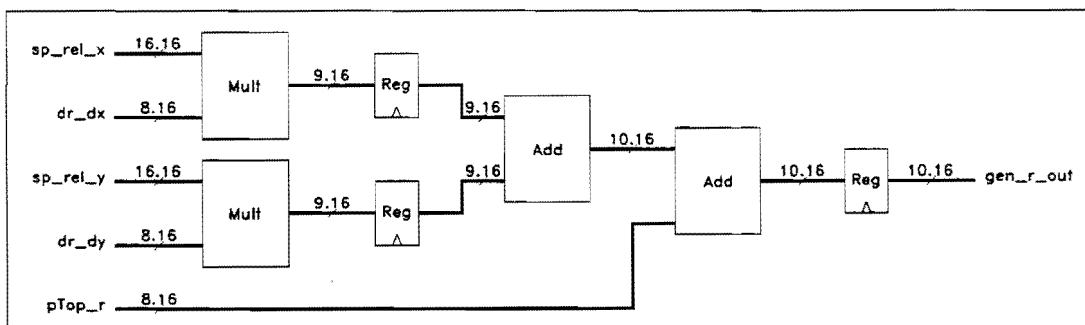 sp_rel_x 16.16
Mult 9.16 Reg 9.16
dr_dx 8.16
Add 10.16
sp_rel_y 16.16
9.16
Add 10.16 Reg 10.16 gen_r_out
Mult 9.16 Reg
dr_dy 8.16
pTop_r 8.16